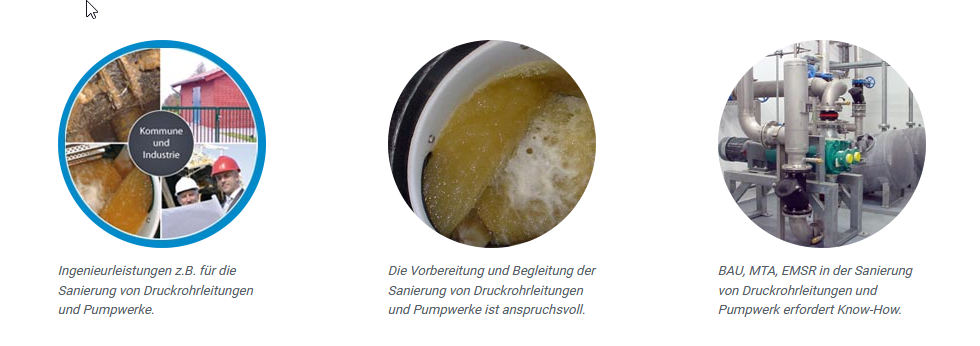 Kommune
und
Industrie
Ingenieurleistungen z.B. für die
Sanierung von Druckrohrleitungen
und Pumpwerke.
Die Vorbereitung und Begleitung der
Sanierung von Druckrohrleitungen
und Pumpwerke ist anspruchsvoll.
BAU, MTA, EMSR in der Sanierung
von Druckrohrleitungen und
Pumpwerk erfordert Know-How.